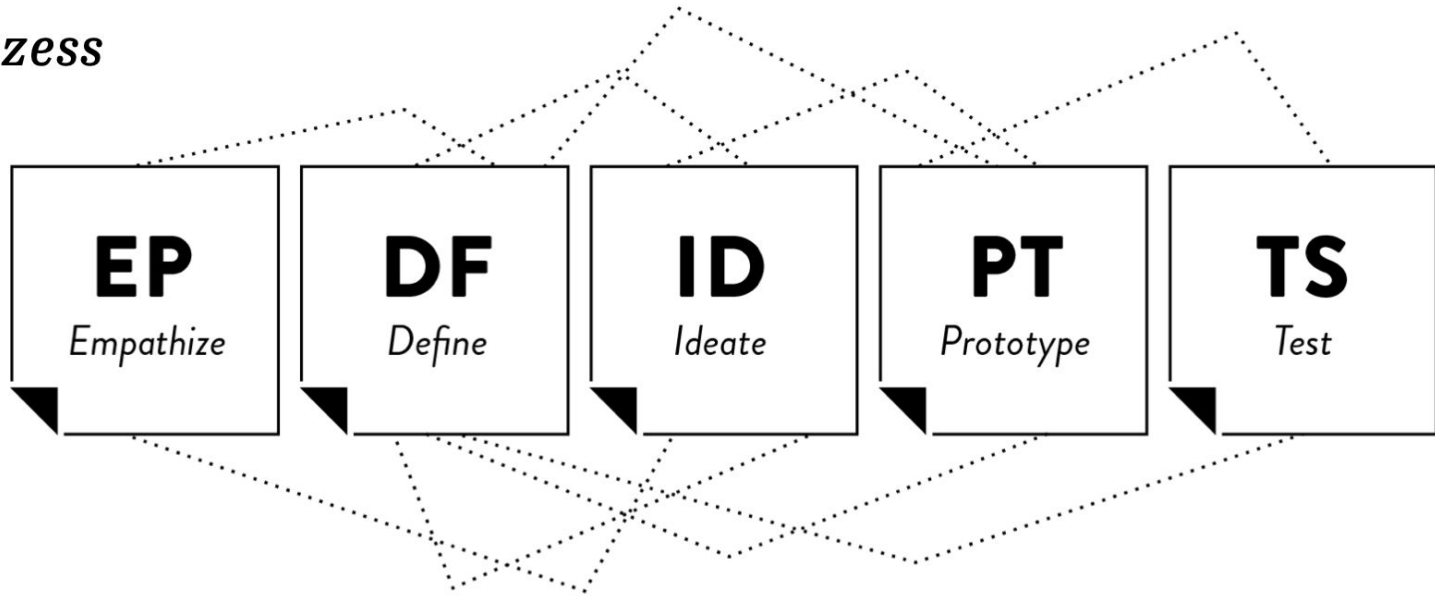 zess
EP
Empathize
DF
Define
ID
Ideate
PT
Prototype
TS
Test